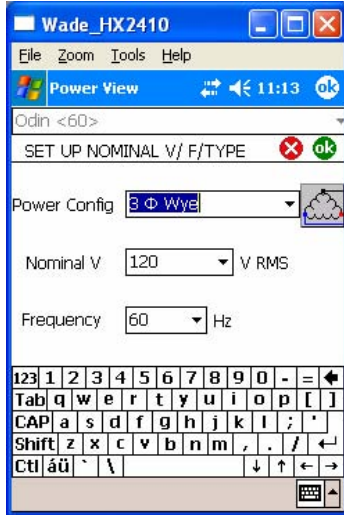 Wade_HX2410
File Zoom Tools Help
Power View 11:13 ok
Odin <60>
SET UP NOMINAL V/ F/TYPE ok
Power Config 3 Φ Wye
Nominal V 120 V RMS
Frequency 60 Hz
123 1 2 3 4 5 6 7 8 9 0 - =
Tab q w e r t y u i o p [ ]
CAP a s d f g h j k l ; '
Shift z x c v b n m , . /
Ctl áü ` \